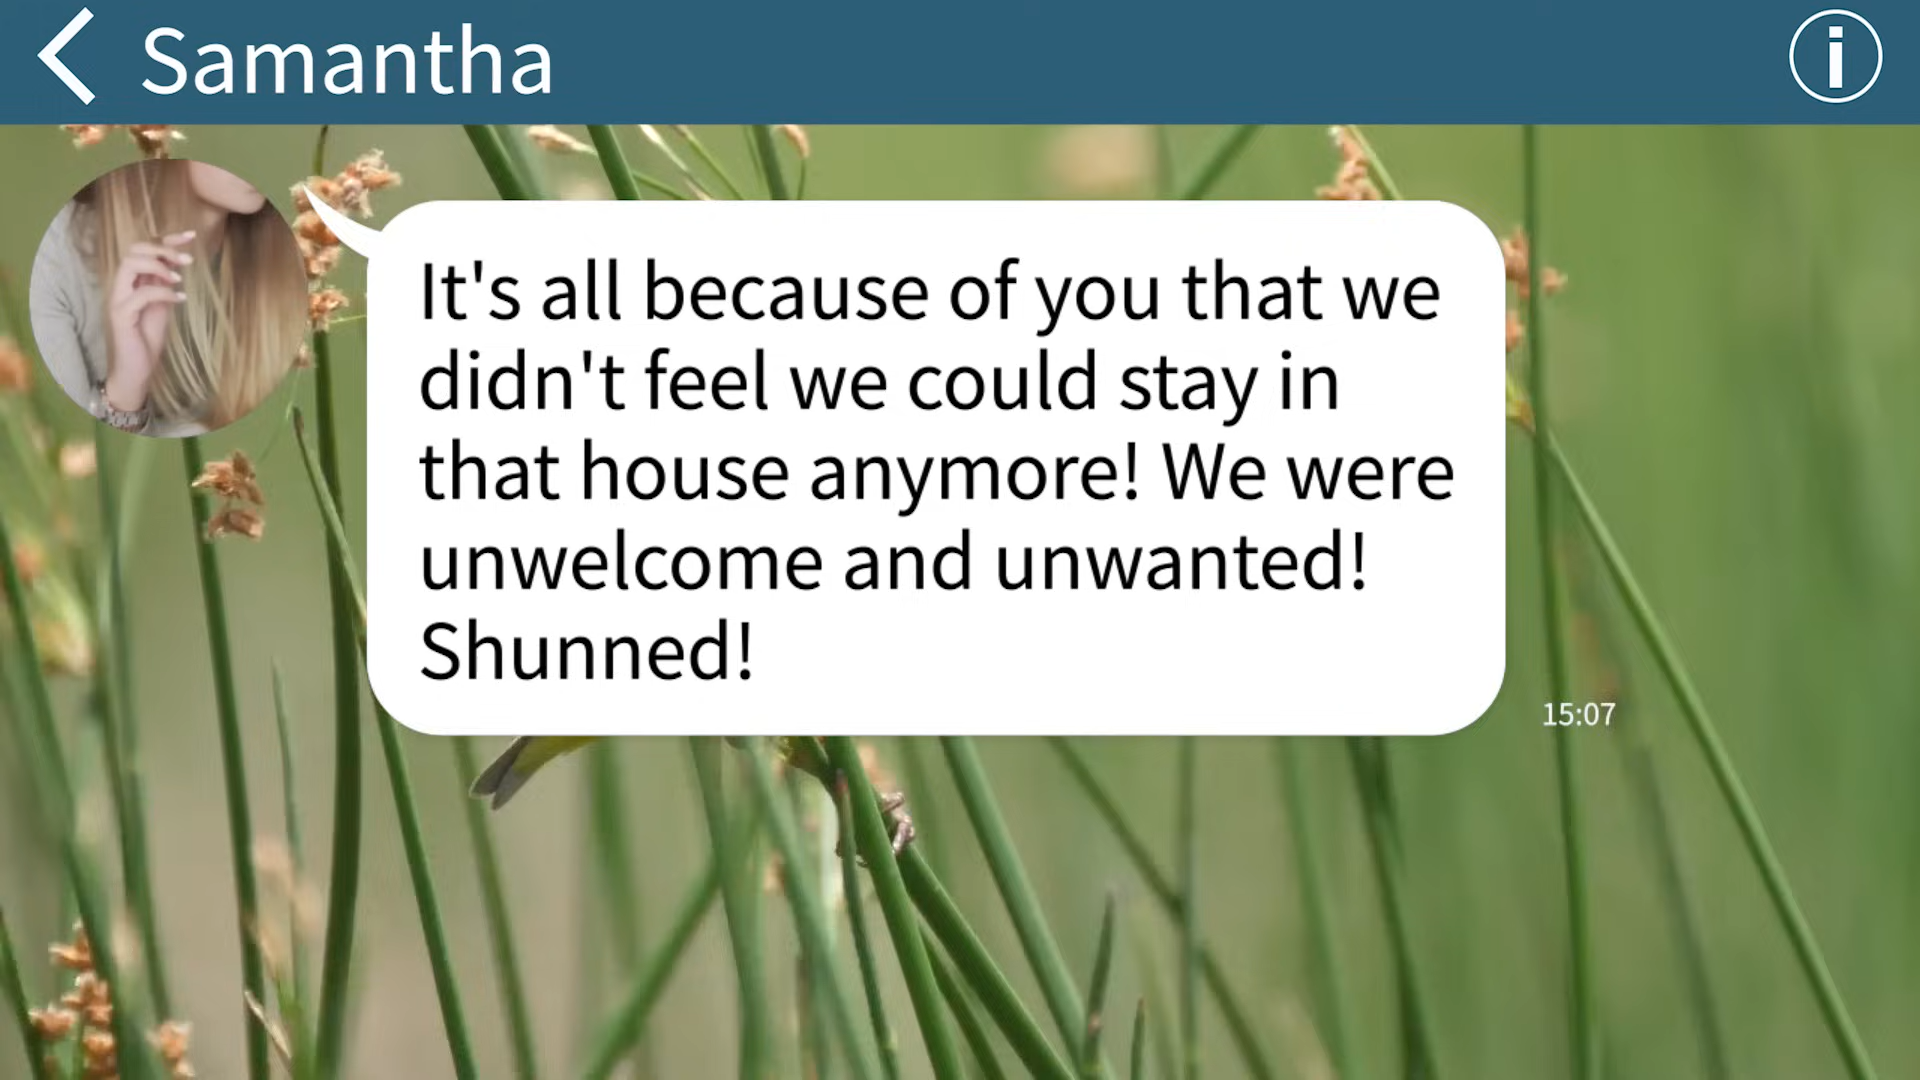 Samantha
It's all because of you that we
didn't feel we could stay in
that house anymore! We were
unwelcome and unwanted!
Shunned!
15:07